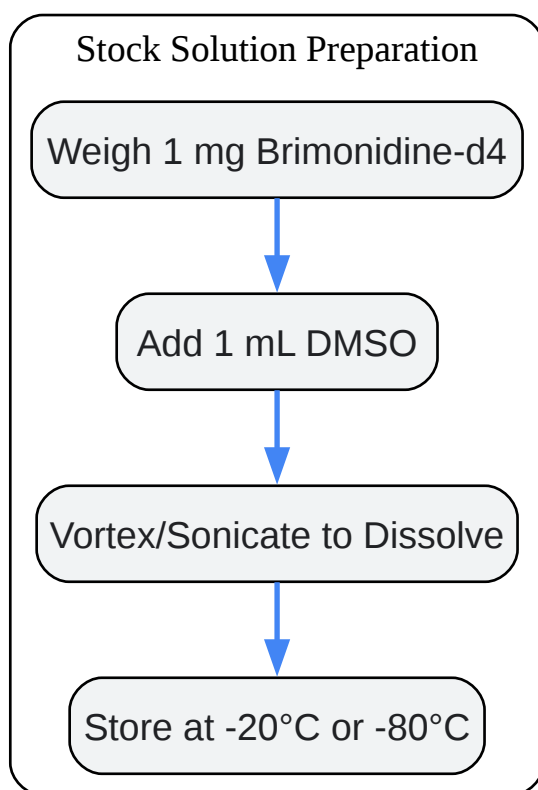 Stock Solution Preparation
Weigh 1 mg Brimonidine-d4
Add 1 mL DMSO
Vortex/Sonicate to Dissolve
Store at -20°C or -80°C